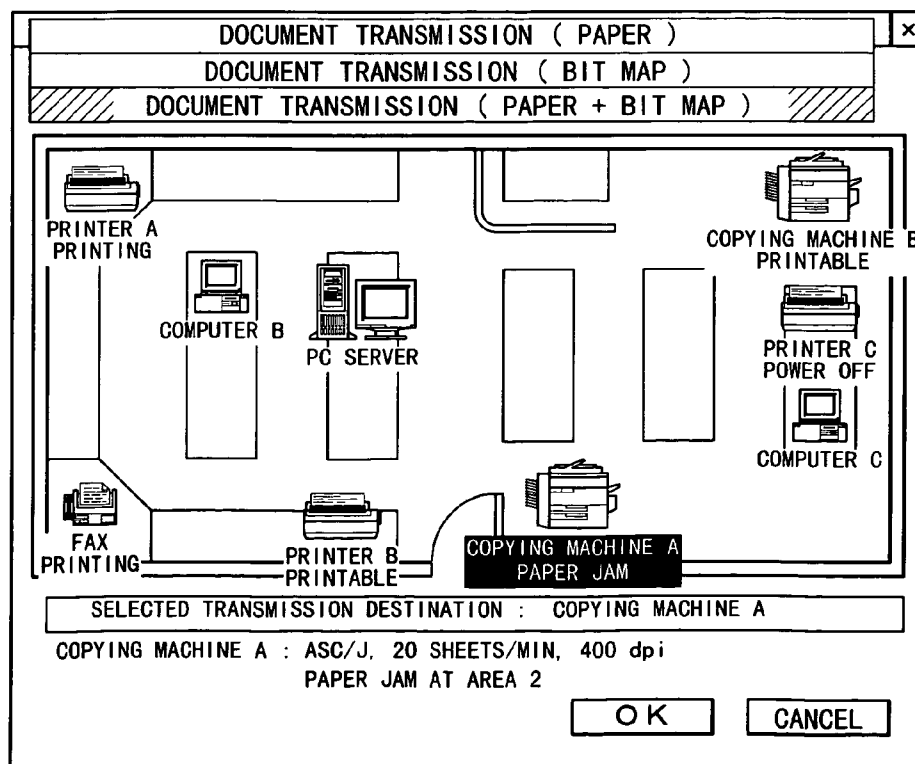 ×
DOCUMENT TRANSMISSION ( PAPER )
DOCUMENT TRANSMISSION ( BIT MAP )
DOCUMENT TRANSMISSION ( PAPER + BIT MAP )
PRINTER A
PRINTING
COPYING MACHINE B
PRINTABLE
COMPUTER B
PC SERVER
PRINTER C
POWER OFF
COMPUTER C
FAX
PRINTING
PRINTER B
PRINTABLE
COPYING MACHINE A
PAPER JAM
SELECTED TRANSMISSION DESTINATION : COPYING MACHINE A
COPYING MACHINE A : ASC/J, 20 SHEETS/MIN, 400 dpi
PAPER JAM AT AREA 2
OK
CANCEL